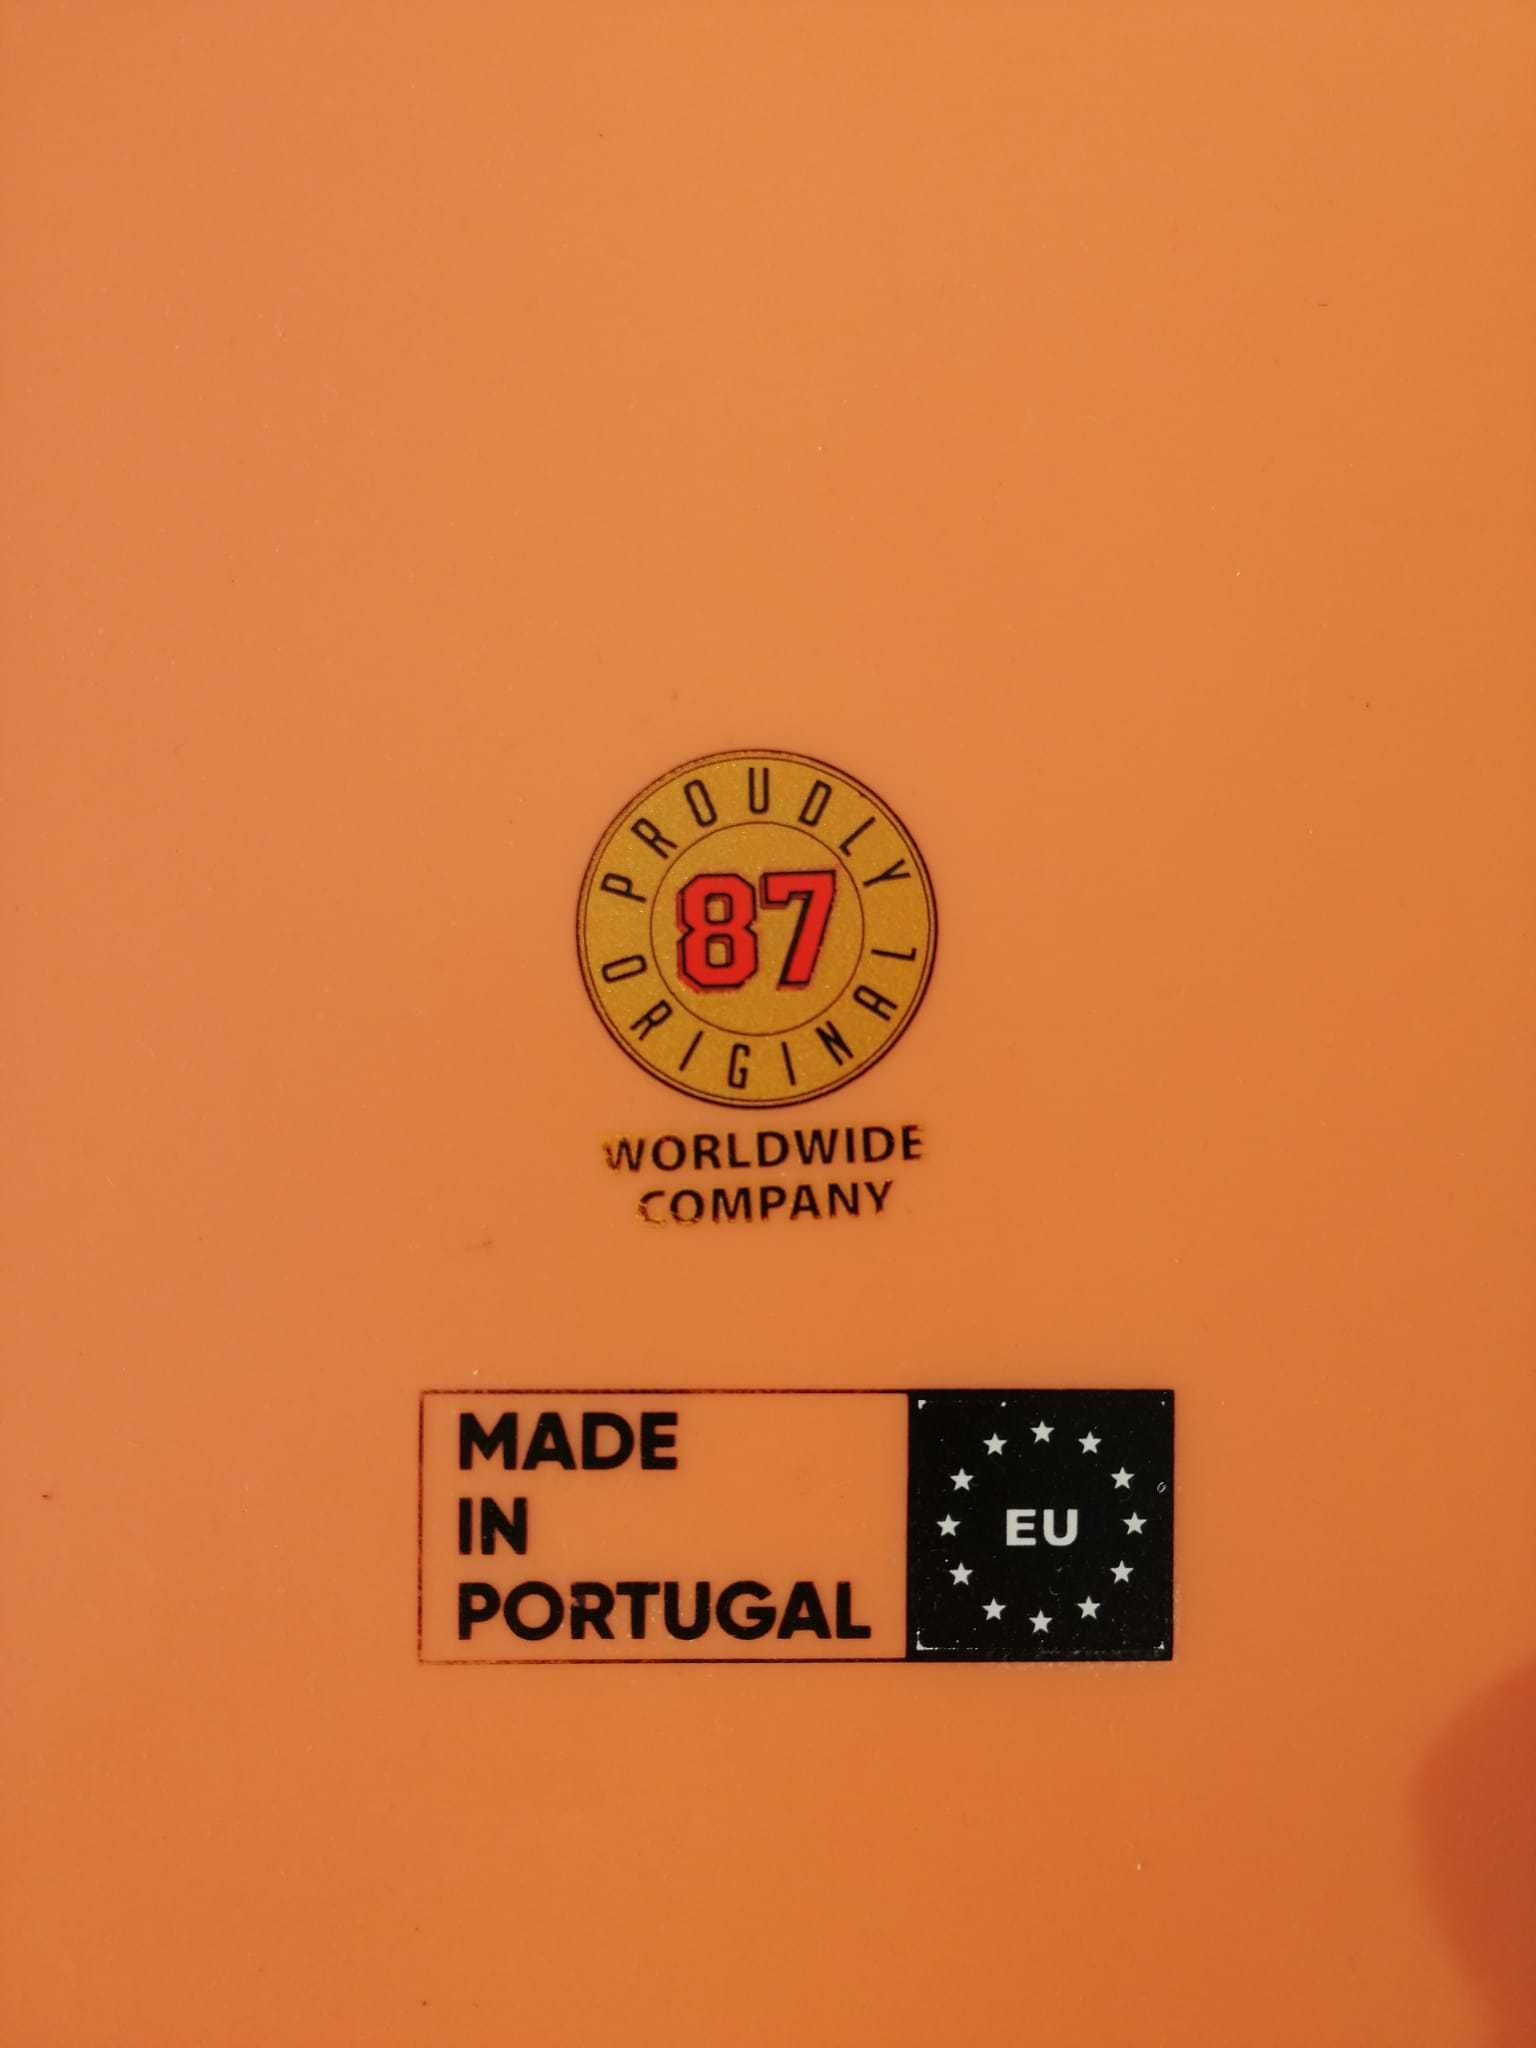 PROUDLY
87
ORIGINAL
WORLDWIDE
COMPANY
MADE
IN
PORTUGAL
EU